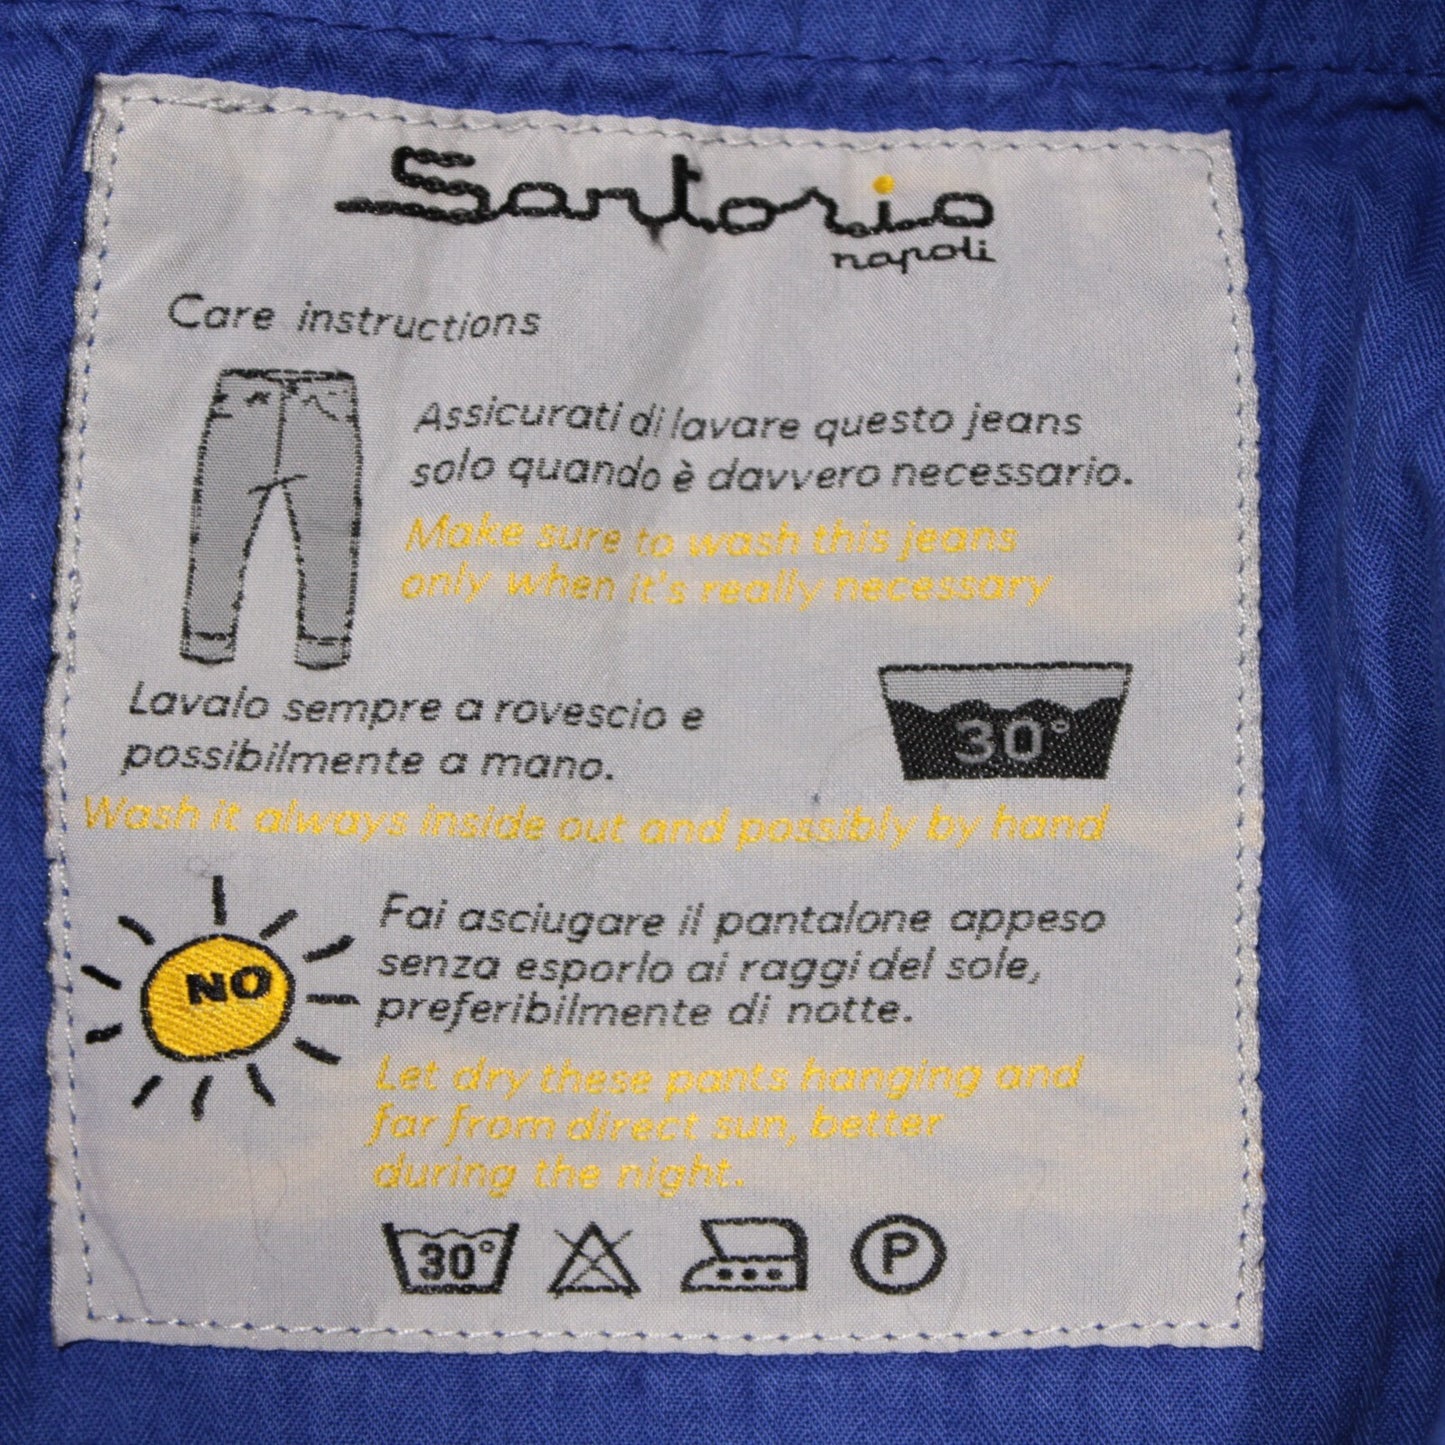 Sartorio
napoli
Care instructions
Assicurati di lavare questo jeans
solo quando è davvero necessario.
Make sure to wash this jeans
only when it's really necessary
30°
Lavalo sempre a rovescio e
possibilmente a mano.
Wash it always inside out and possibly by hand
NO
Fai asciugare il pantalone appeso
senza esporlo ai raggi del sole,
preferibilmente di notte.
Let dry these pants hanging and
far from direct sun, better
during the night.
30° P